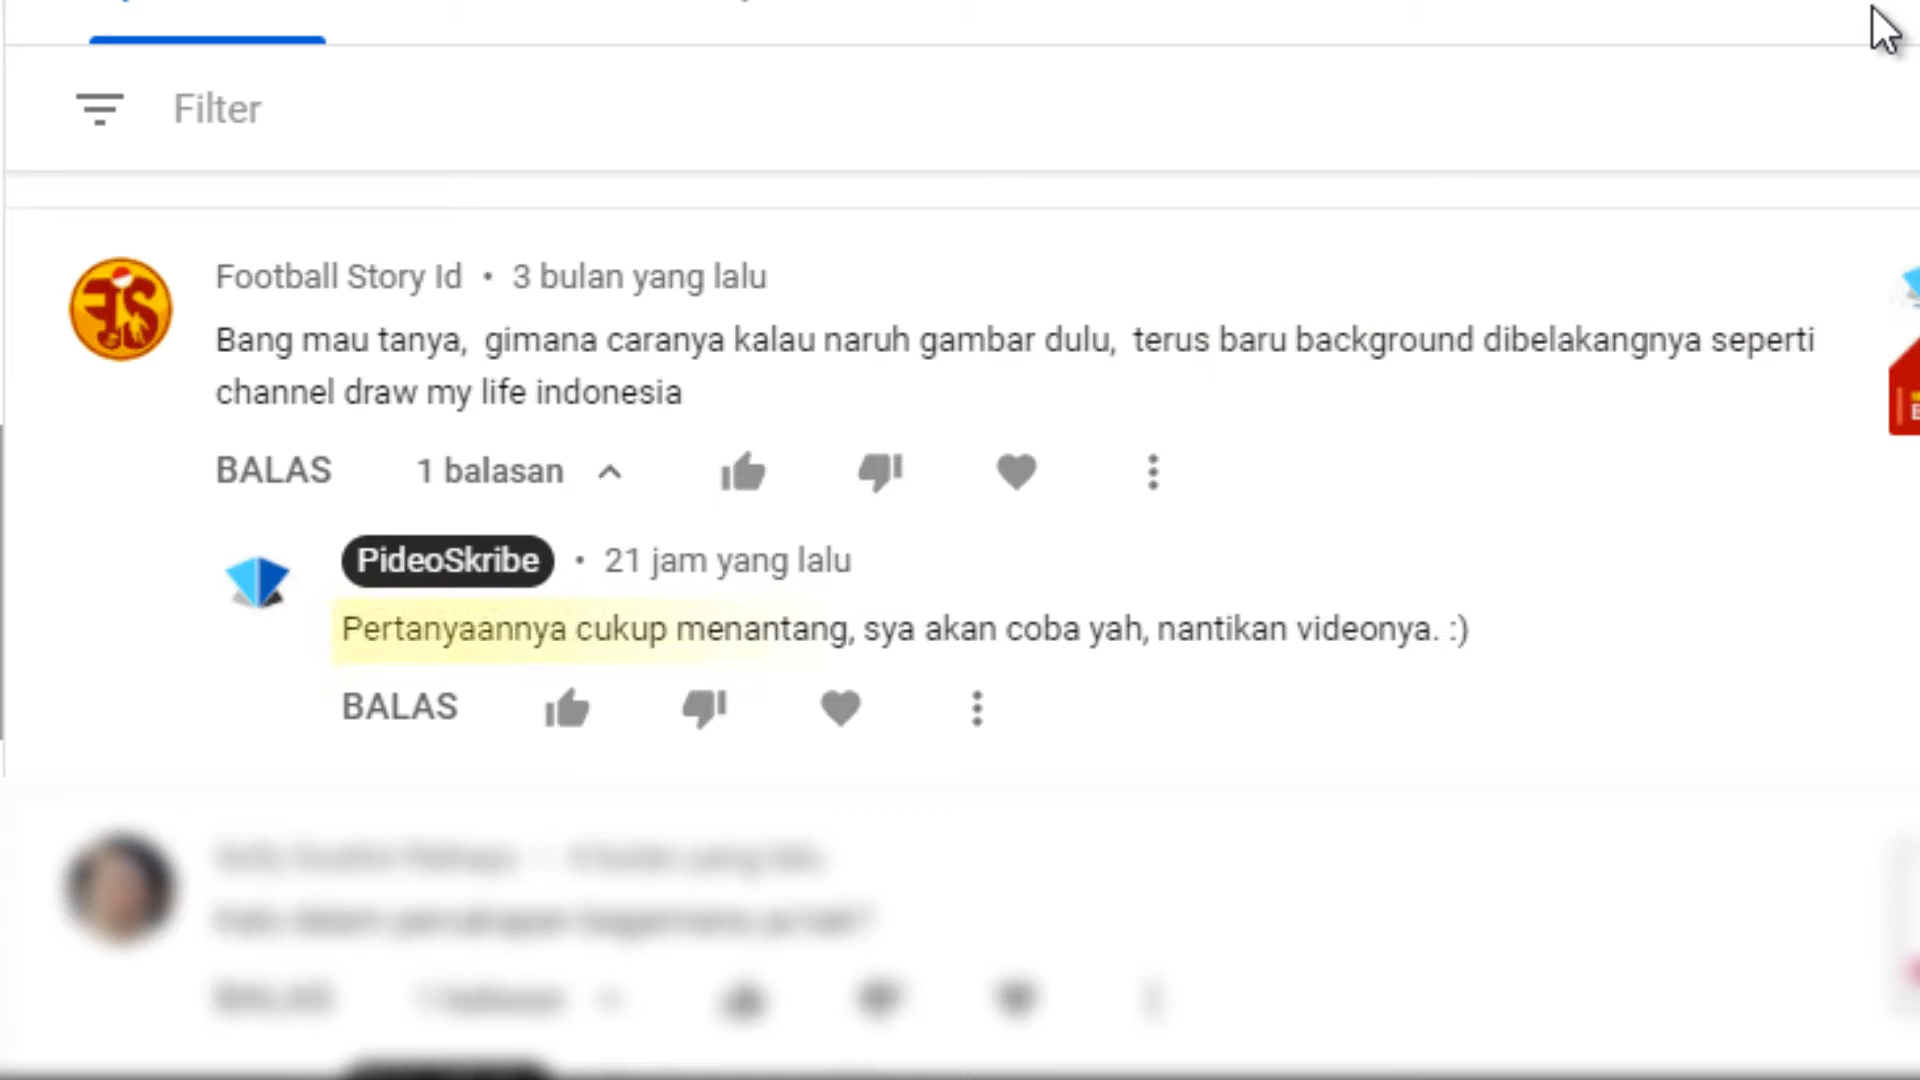 Filter
Football Story Id • 3 bulan yang lalu
Bang mau tanya,  gimana caranya kalau naruh gambar dulu,  terus baru background dibelakangnya seperti
channel draw my life indonesia
BALAS 1 balasan
PideoSkribe • 21 jam yang lalu
Pertanyaannya cukup menantang, sya akan coba yah, nantikan videonya. :)
BALAS